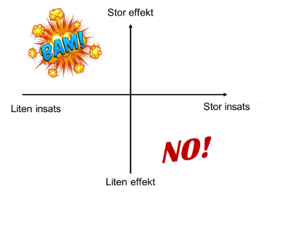 Stor effekt
BAM!
Liten insats
Stor insats
NO!
Liten effekt